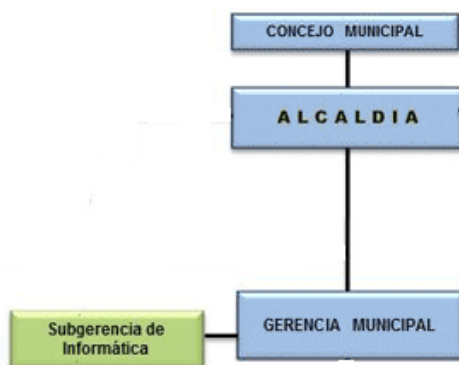 CONCEJO MUNICIPAL
ALCALDIA
Subgerencia de
Informática
GERENCIA MUNICIPAL